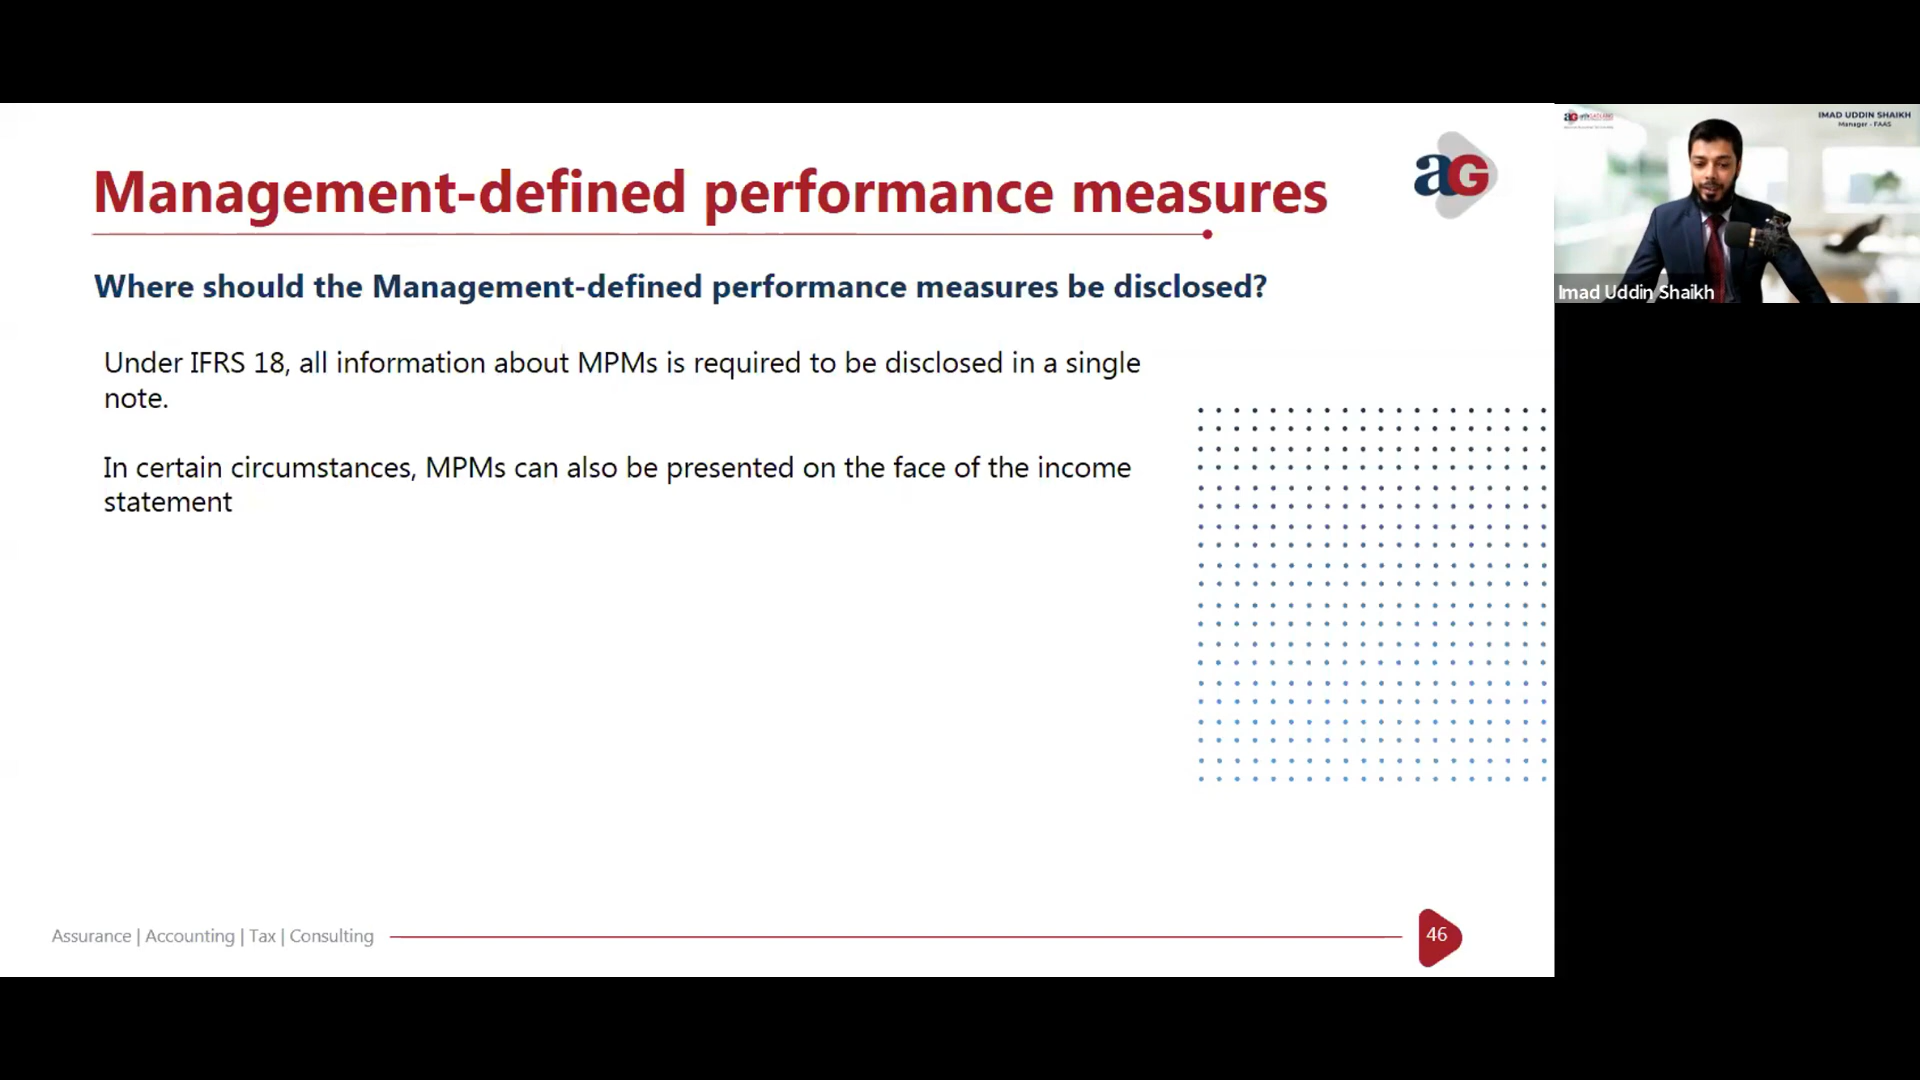 Management-defined performance measures
aG
Where should the Management-defined performance measures be disclosed?
Under IFRS 18, all information about MPMs is required to be disclosed in a single
note.
In certain circumstances, MPMs can also be presented on the face of the income
statement
Assurance | Accounting | Tax | Consulting
46
IMAD UDDIN SHAIKH
Manager - FAAS
Imad Uddin Shaikh